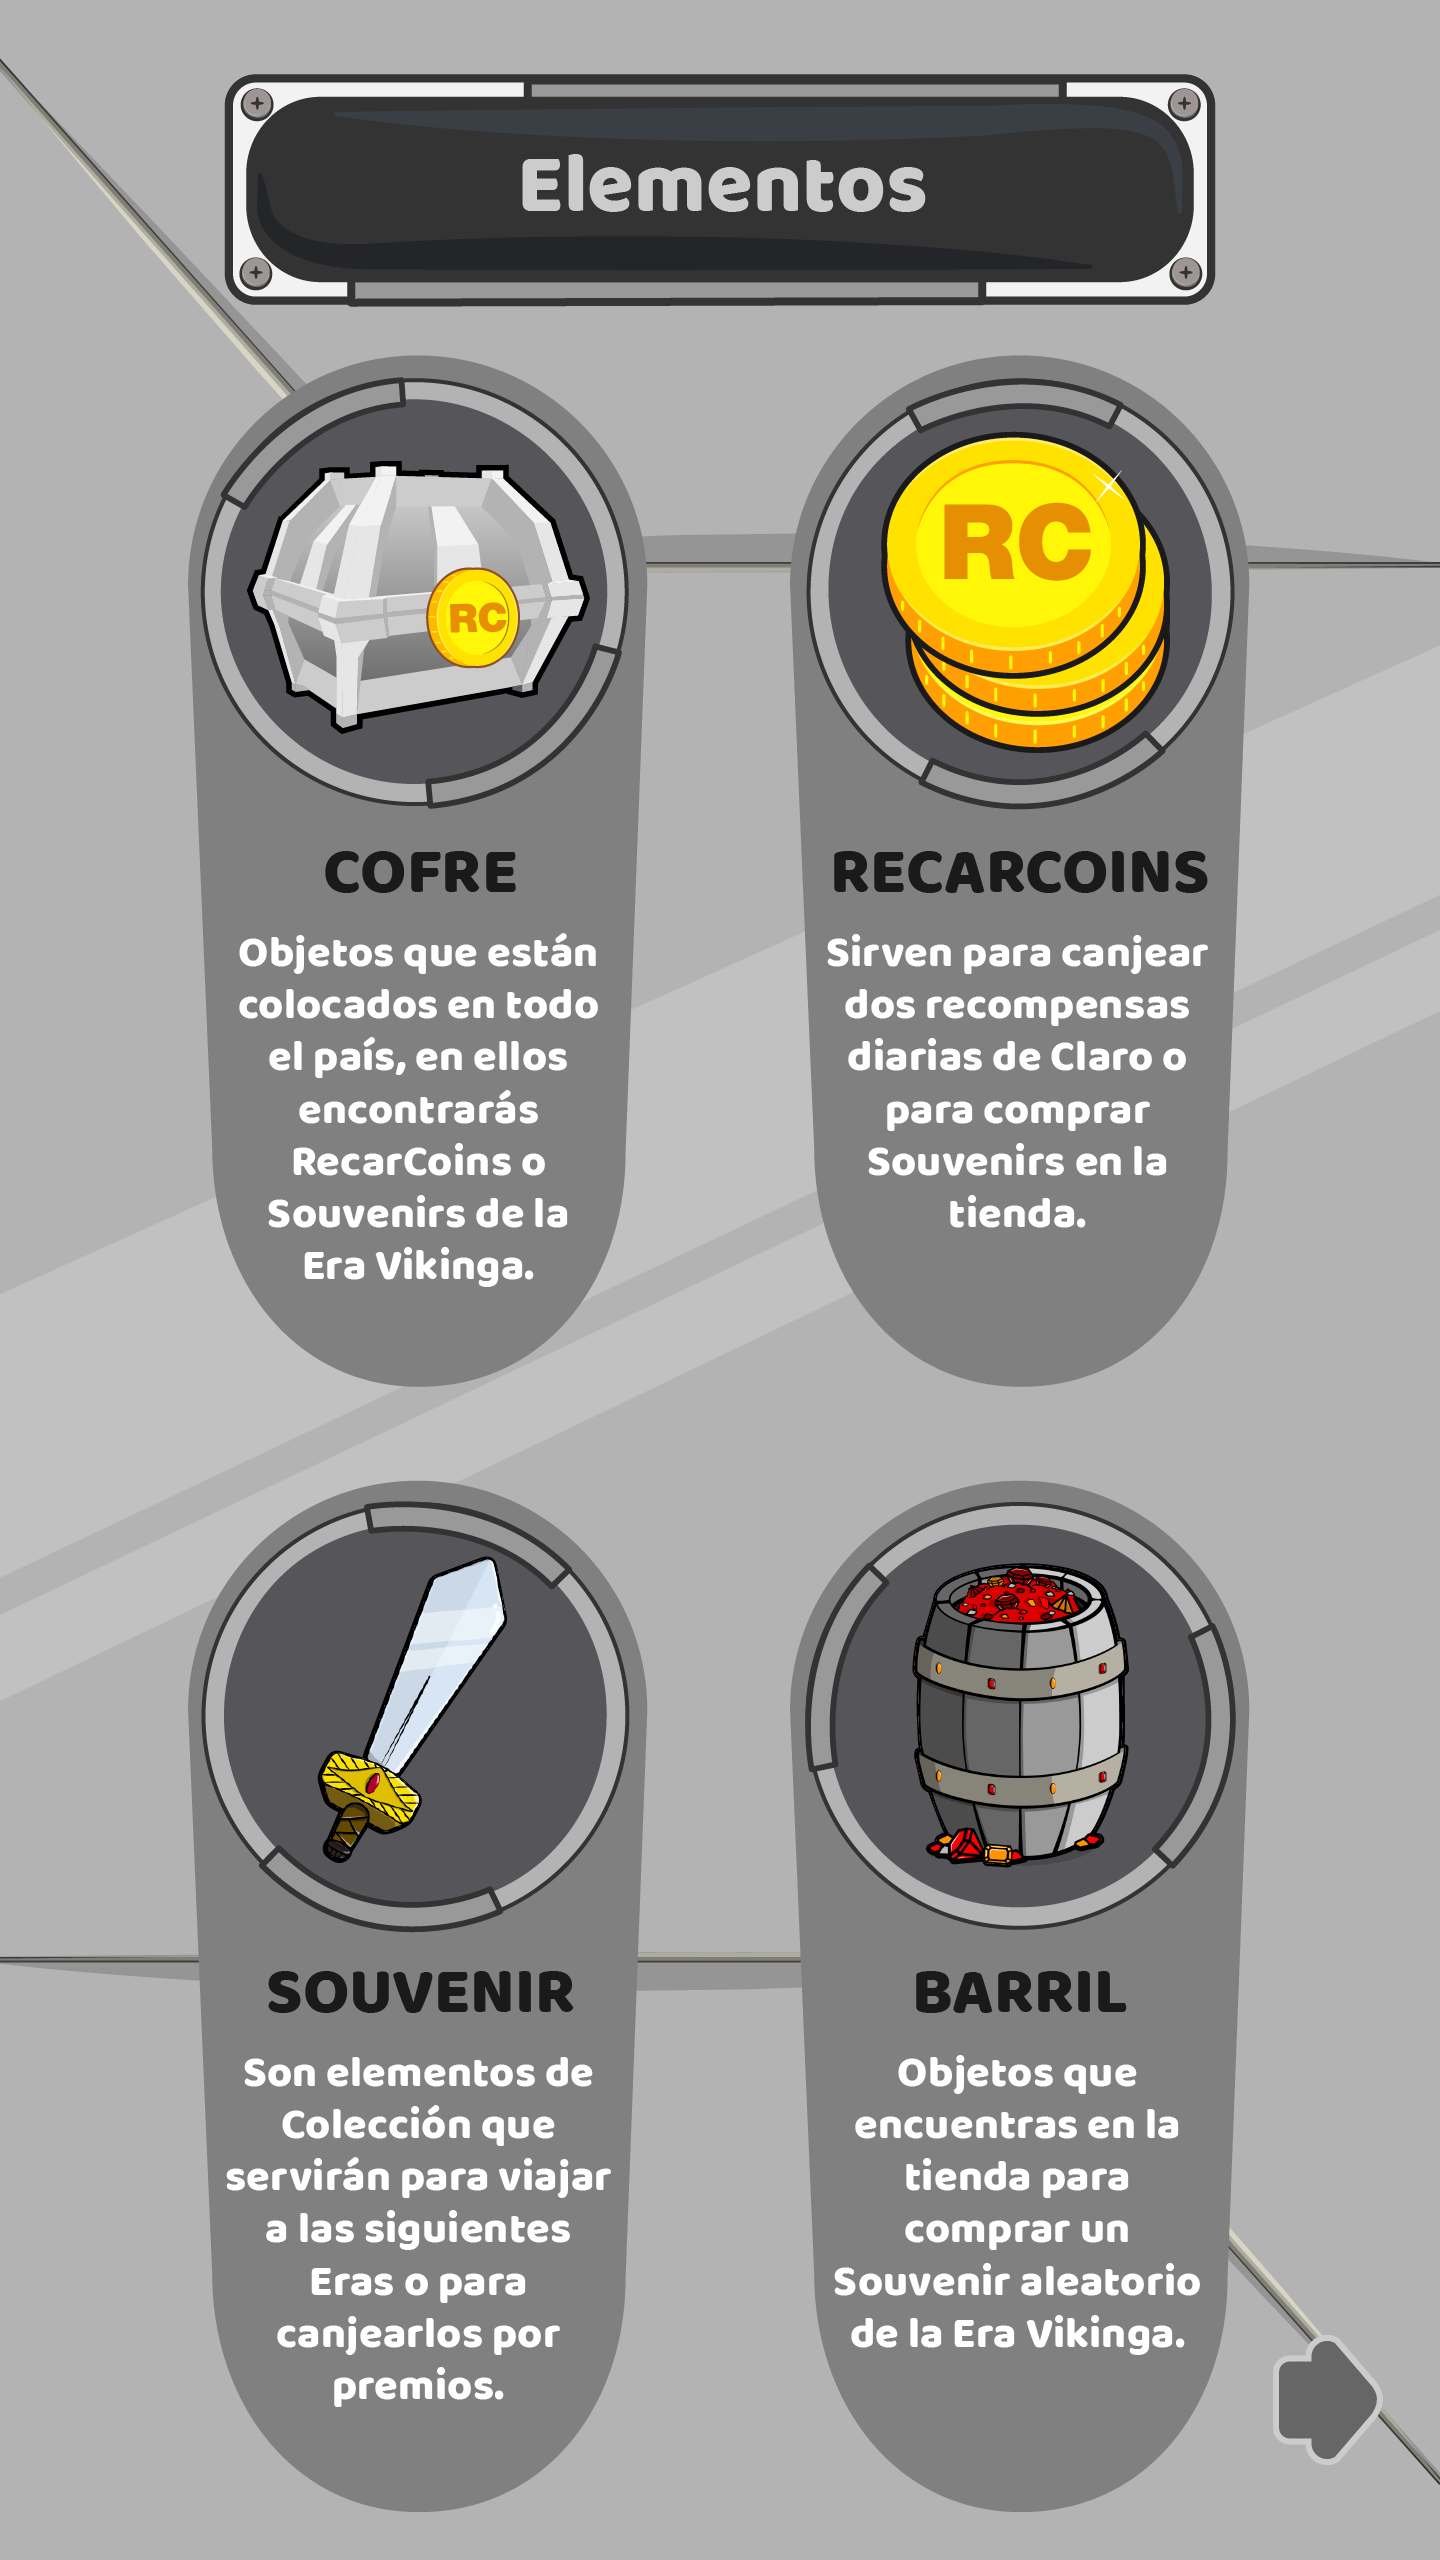 Elementos
RC
COFRE
Objetos que están
colocados en todo
el país, en ellos
encontrarás
RecarCoins o
Souvenirs de la
Era Vikinga.
RC
RECARCOINS
Sirven para canjear
dos recompensas
diarias de Claro o
para comprar
Souvenirs en la
tienda.
SOUVENIR
Son elementos de
Colección que
servirán para viajar
a las siguientes
Eras o para
canjearlos por
premios.
BARRIL
Objetos que
encuentras en la
tienda para
comprar un
Souvenir aleatorio
de la Era Vikinga.